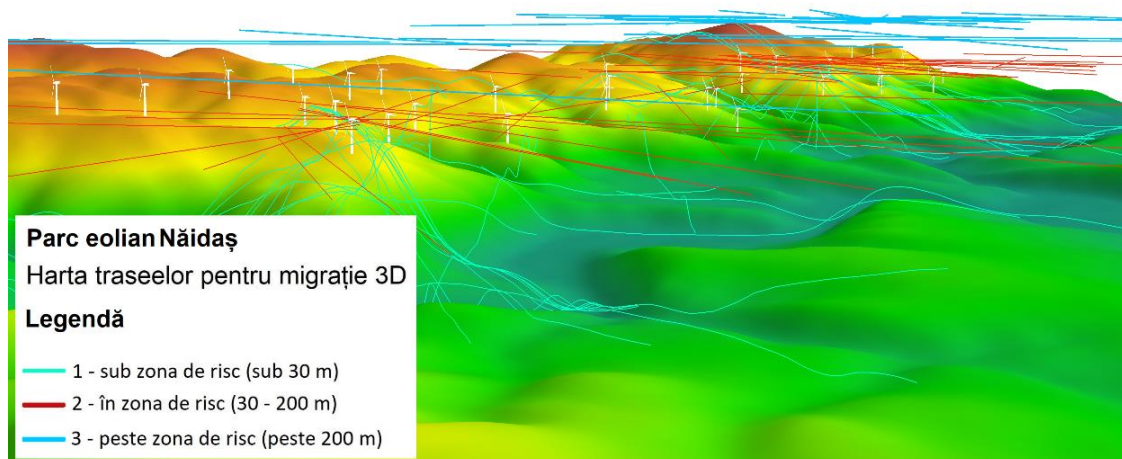 Parc eolian Năidaș
Harta traseelor pentru migrație 3D
Legendă
1 - sub zona de risc (sub 30 m)
2 - în zona de risc (30 - 200 m)
3 - peste zona de risc (peste 200 m)